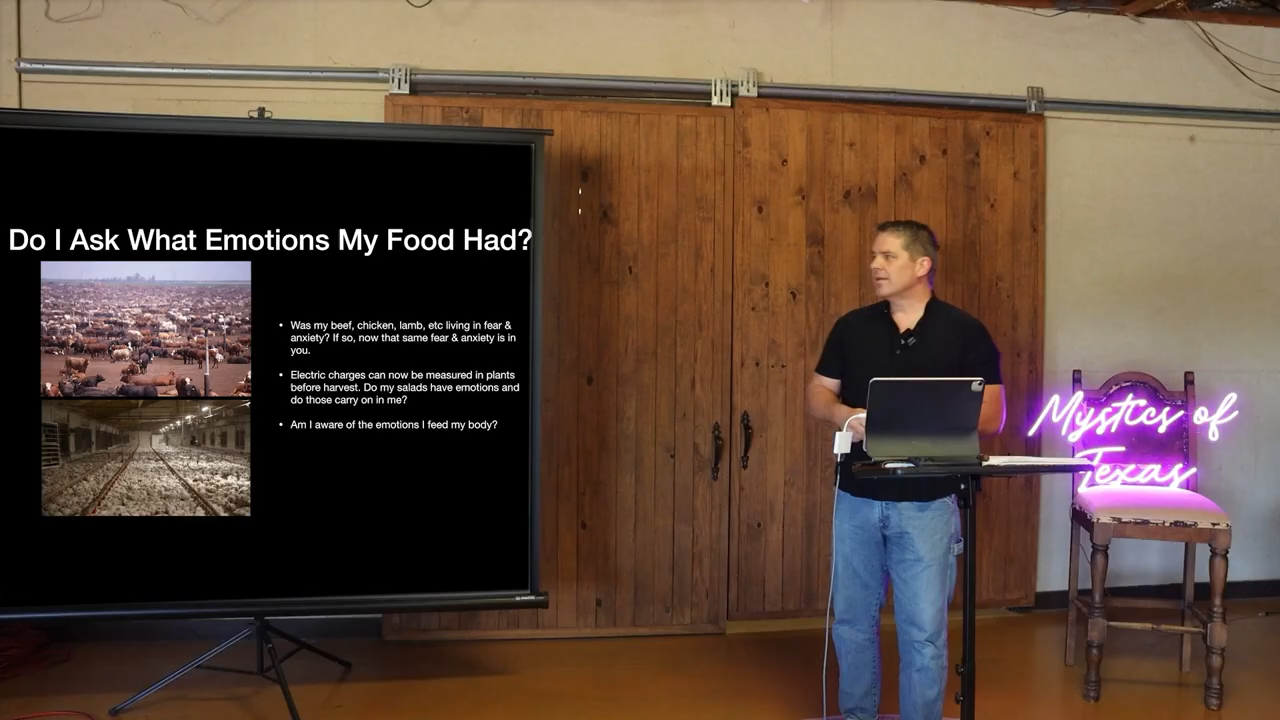 Do I Ask What Emotions My Food Had?
• Was my beef, chicken, lamb, etc living in fear &
anxiety? If so, now that same fear & anxiety is in
you.
• Electric charges can now be measured in plants
before harvest. Do my salads have emotions and
do those carry on in me?
• Am I aware of the emotions I feed my body?
Mystics of
Texas